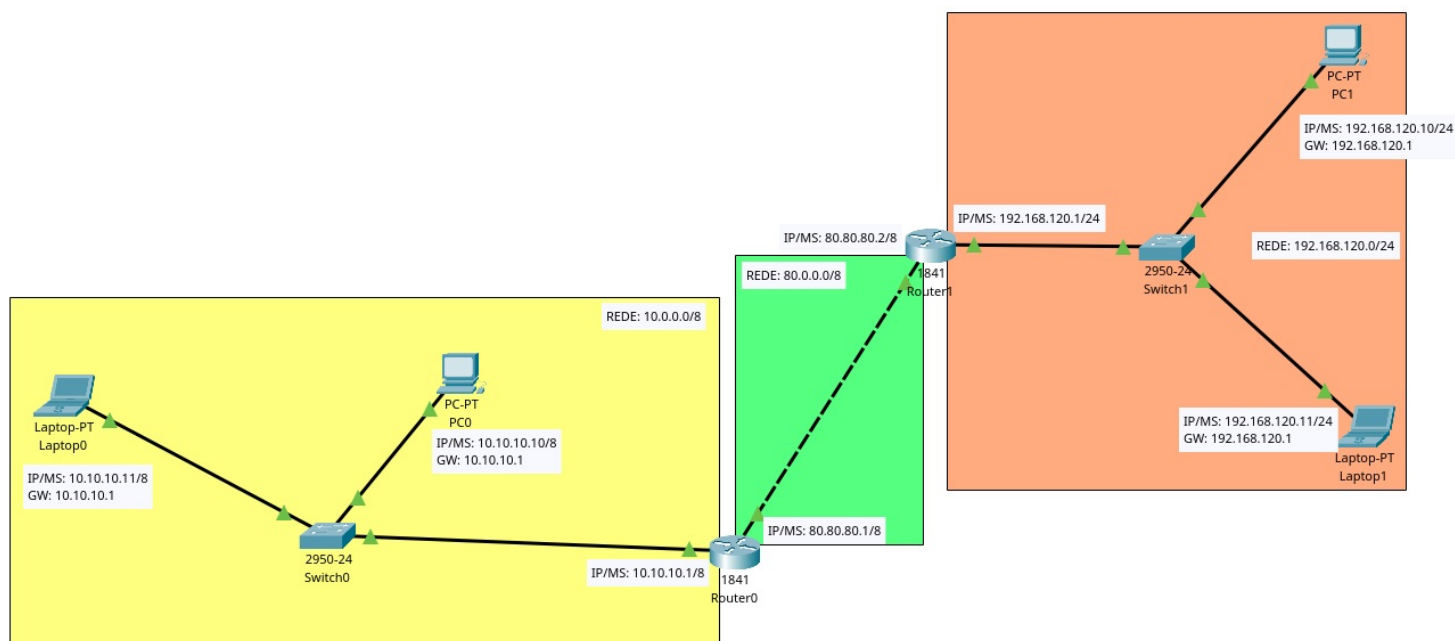 PC-PT
PC1
IP/MS: 192.168.120.10/24
GW: 192.168.120.1
IP/MS: 192.168.120.1/24
IP/MS: 80.80.80.2/8
REDE: 192.168.120.0/24
REDE: 80.0.0.0/8
1841
Router1
2950-24
Switch1
REDE: 10.0.0.0/8
PC-PT
PC0
Laptop-PT
Laptop0
IP/MS: 10.10.10.10/8
GW: 10.10.10.1
IP/MS: 192.168.120.11/24
GW: 192.168.120.1
Laptop-PT
Laptop1
IP/MS: 10.10.10.11/8
GW: 10.10.10.1
IP/MS: 80.80.80.1/8
2950-24
Switch0
IP/MS: 10.10.10.1/8
1841
Router0